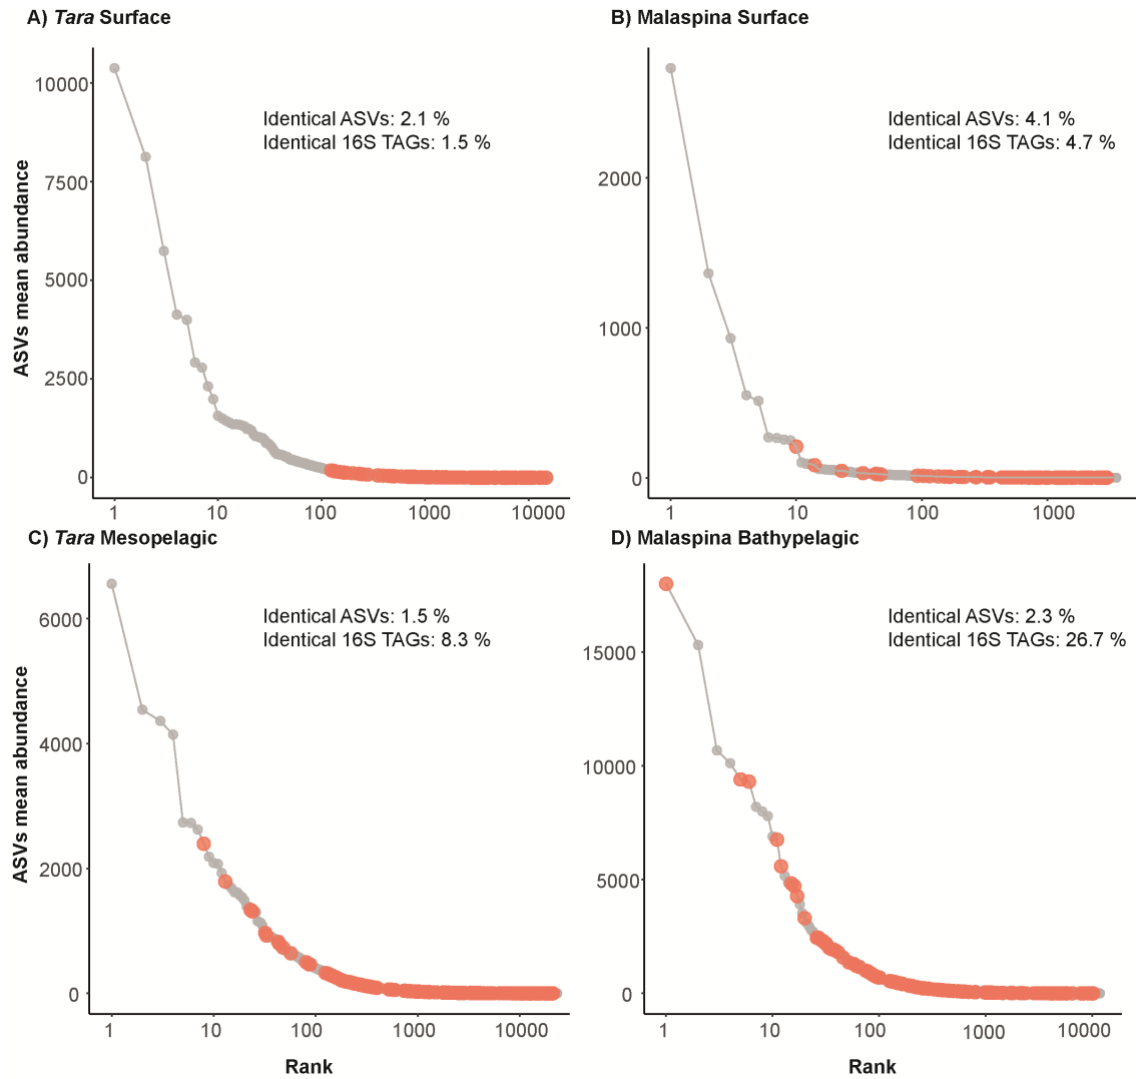 A) Tara Surface
B) Malaspina Surface
10000
7500
5000
2500
0
ASVs mean abundance
Identical ASVs: 2.1 %
Identical 16S TAGs: 1.5 %
1
10
100
1000
10000
2000
1000
0
Identical ASVs: 4.1 %
Identical 16S TAGs: 4.7 %
1
10
100
1000
C) Tara Mesopelagic
D) Malaspina Bathypelagic
6000
4000
2000
0
ASVs mean abundance
Identical ASVs: 1.5 %
Identical 16S TAGs: 8.3 %
1
10
100
1000
10000
Rank
15000
10000
5000
0
Identical ASVs: 2.3 %
Identical 16S TAGs: 26.7 %
1
10
100
1000
10000
Rank